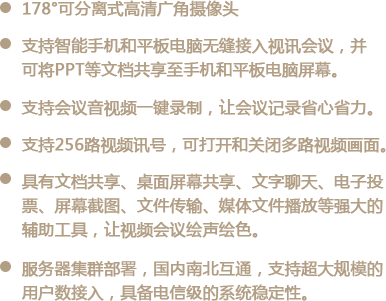 178°可分离式高清广角摄像头
支持智能手机和平板电脑无缝接入视讯会议，并
可将PPT等文档共享至手机和平板电脑屏幕。
支持会议音视频一键录制，让会议记录省心省力。
支持256路视频讯号，可打开和关闭多路视频画面。
具有文档共享、桌面屏幕共享、文字聊天、电子投
票、屏幕截图、文件传输、媒体文件播放等强大的
辅助工具，让视频会议绘声绘色。
服务器集群部署，国内南北互通，支持超大规模的
用户数接入，具备电信级的系统稳定性。